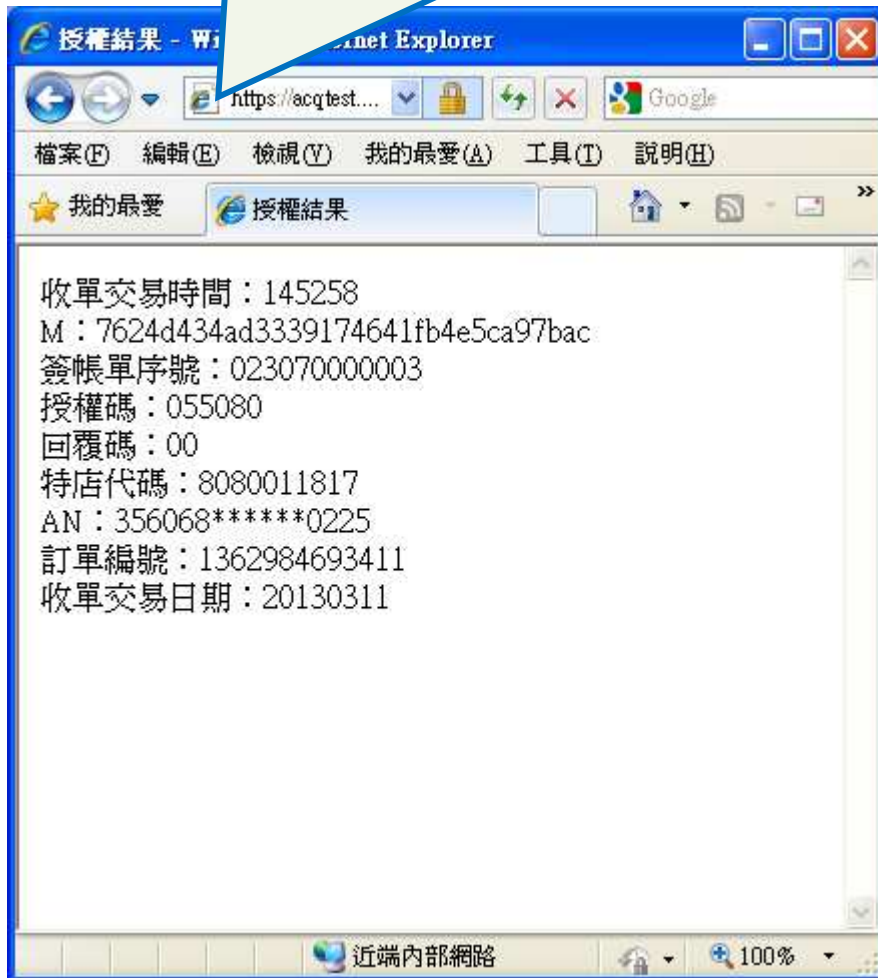 授權結果 - Wi rnet Explorer
https://acqtest....
Google
檔案(F) 編輯(E) 檢視(V) 我的最愛(A) 工具(T) 說明(H)
我的最愛 授權結果
收單交易時間：145258
M：7624d434ad3339174641fb4e5ca97bac
簽帳單序號：023070000003
授權碼：055080
回覆碼：00
特店代碼：8080011817
AN：356068******0225
訂單編號：1362984693411
收單交易日期：20130311
近端內部網路 100%